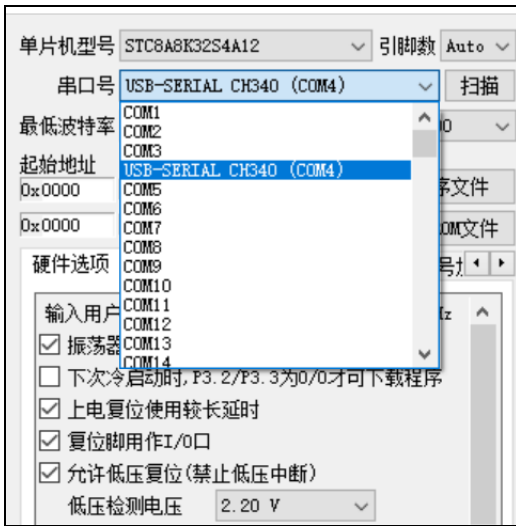 单片机型号 STC8A8K32S4A12 引脚数 Auto
串口号 USB-SERIAL CH340 (COM4) 扫描
最低波特率
COM1
COM2
COM3
USB-SERIAL CH340 (COM4)
COM5
COM6
COM7
COM8
COM9
COM10
COM11
COM12
COM13
COM14
起始地址
0x0000 序文件
0x0000 文件
硬件选项
输入用户 Hz
振荡器
下次冷启动时,P3.2/P3.3为0/0才可下载程序
上电复位使用较长延时
复位脚用作I/O口
允许低压复位(禁止低压中断)
低压检测电压 2.20 V